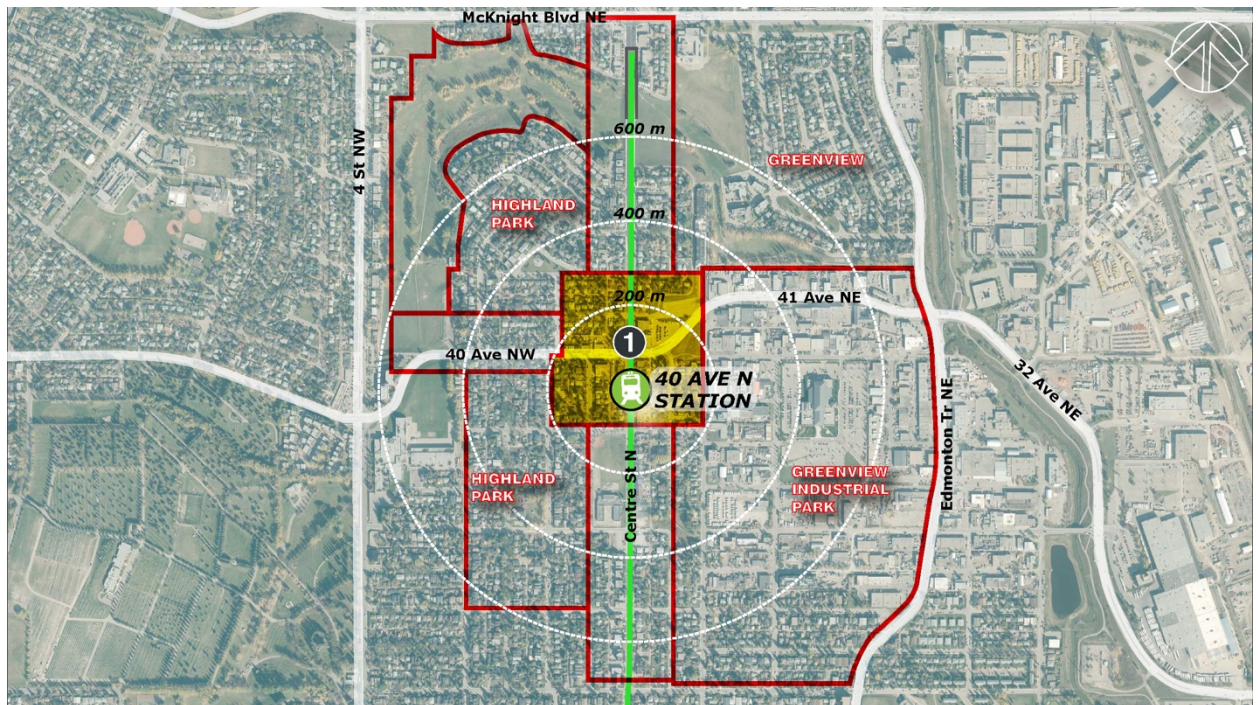 McKnight Blvd NE
600 m
4 St NW
GREENVIEW
HIGHLAND
PARK
400 m
200 m
41 Ave NE
1
40 Ave NW
40 AVE N
STATION
32 Ave NE
Edmonton Tr NE
HIGHLAND
PARK
Centre St N
GREENVIEW
INDUSTRIAL
PARK